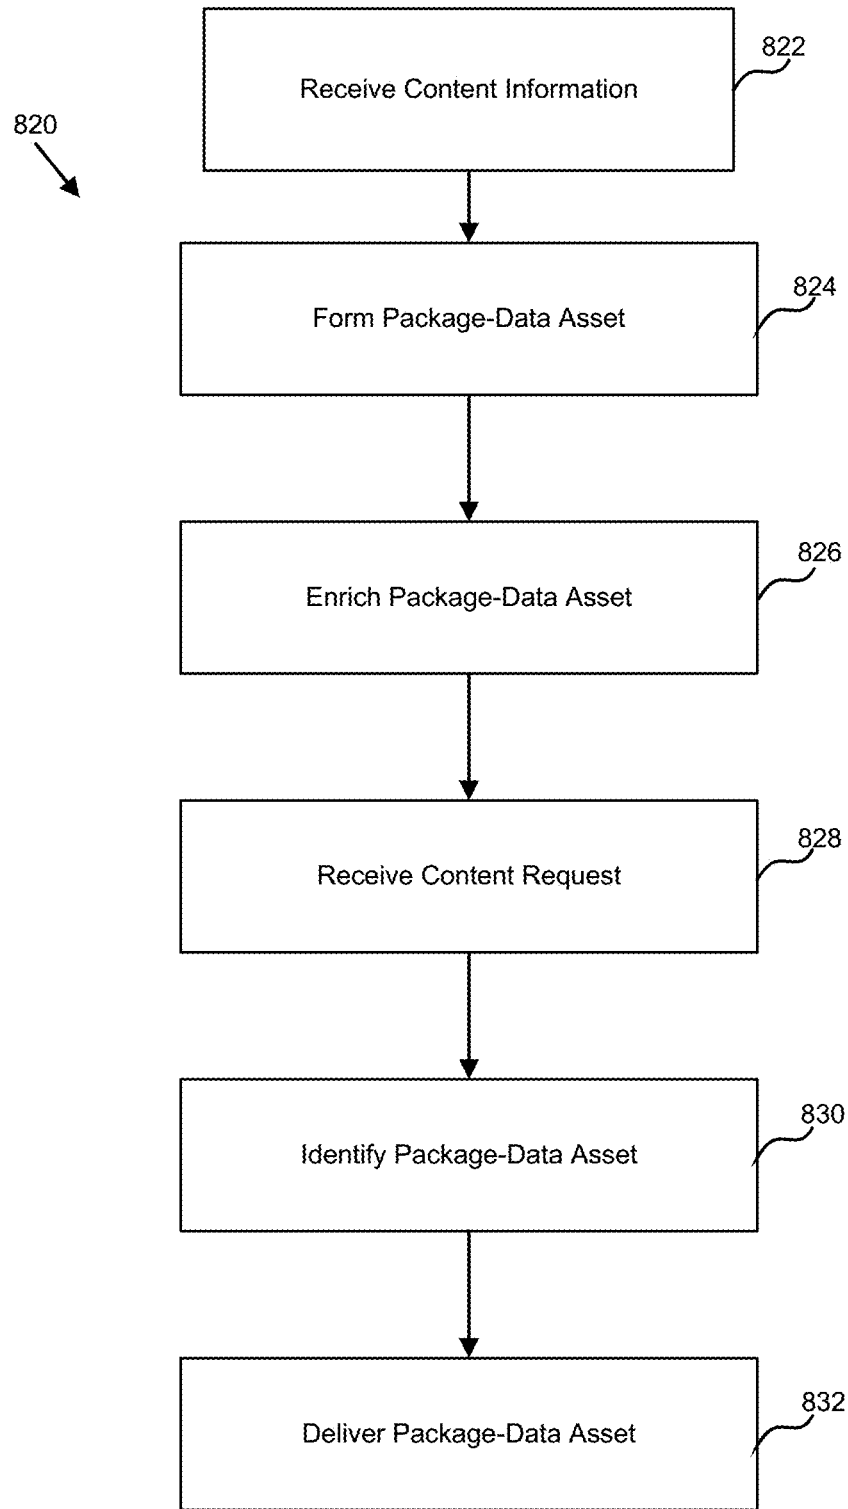 822
Receive Content Information
820
824
Form Package-Data Asset
826
Enrich Package-Data Asset
828
Receive Content Request
830
Identify Package-Data Asset
832
Deliver Package-Data Asset